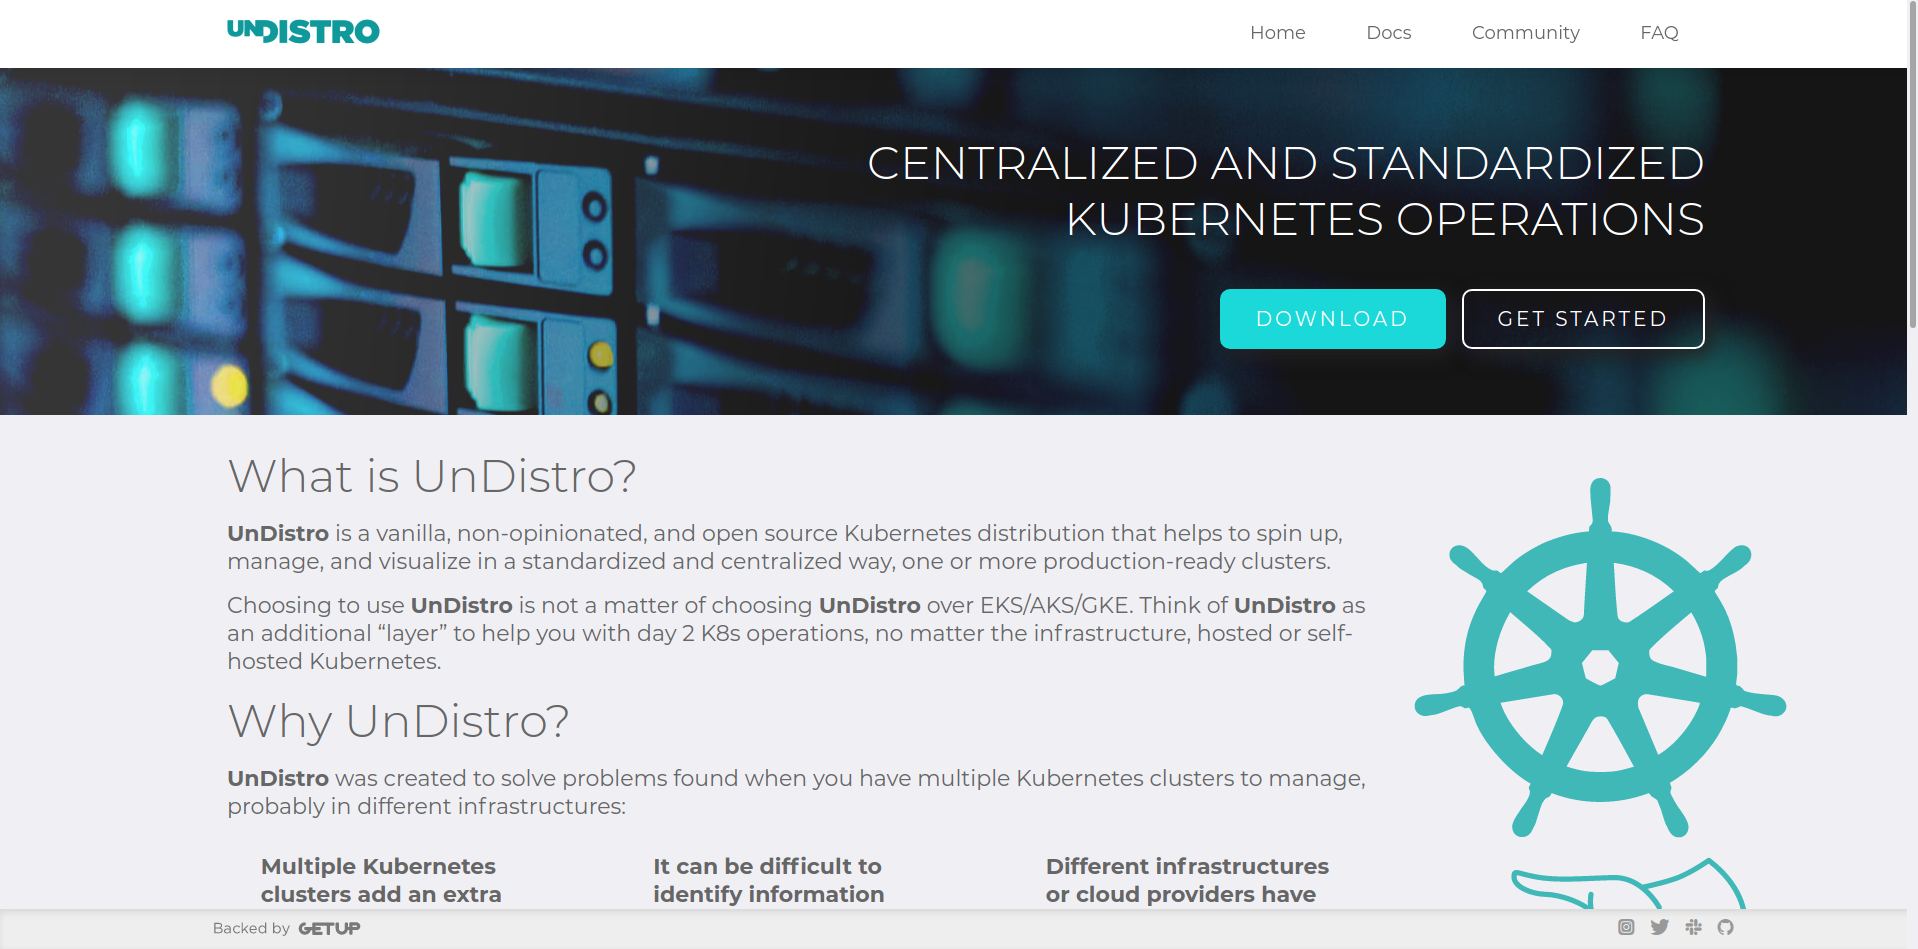 UNDISTRO
Home Docs Community FAQ
CENTRALIZED AND STANDARDIZED
KUBERNETES OPERATIONS
DOWNLOAD GET STARTED
What is UnDistro?
UnDistro is a vanilla, non-opinionated, and open source Kubernetes distribution that helps to spin up,
manage, and visualize in a standardized and centralized way, one or more production-ready clusters.
Choosing to use UnDistro is not a matter of choosing UnDistro over EKS/AKS/GKE. Think of UnDistro as
an additional “layer” to help you with day 2 K8s operations, no matter the infrastructure, hosted or self-
hosted Kubernetes.
Why UnDistro?
UnDistro was created to solve problems found when you have multiple Kubernetes clusters to manage,
probably in different infrastructures:
Multiple Kubernetes
clusters add an extra
It can be difficult to
identify information
Different infrastructures
or cloud providers have
Backed by GETUP